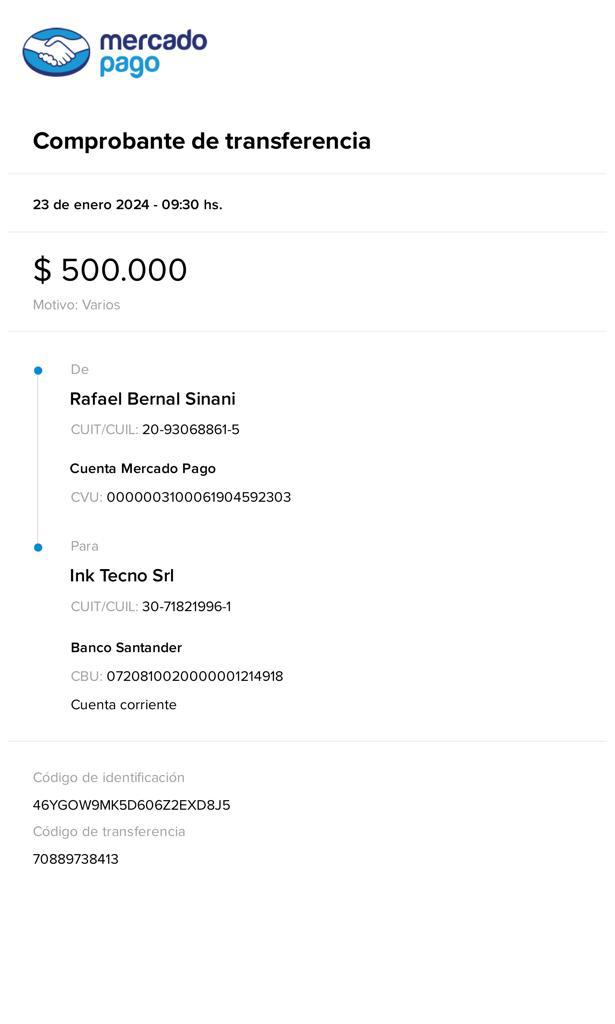 mercado
pago
Comprobante de transferencia
23 de enero 2024 - 09:30 hs.
$ 500.000
Motivo: Varios
De
Rafael Bernal Sinani
CUIT/CUIL: 20-93068861-5
Cuenta Mercado Pago
CVU: 0000003100061904592303
Para
Ink Tecno Srl
CUIT/CUIL: 30-71821996-1
Banco Santander
CBU: 0720810020000001214918
Cuenta corriente
Código de identificación
46YGOW9MK5D606Z2EXD8J5
Código de transferencia
70889738413